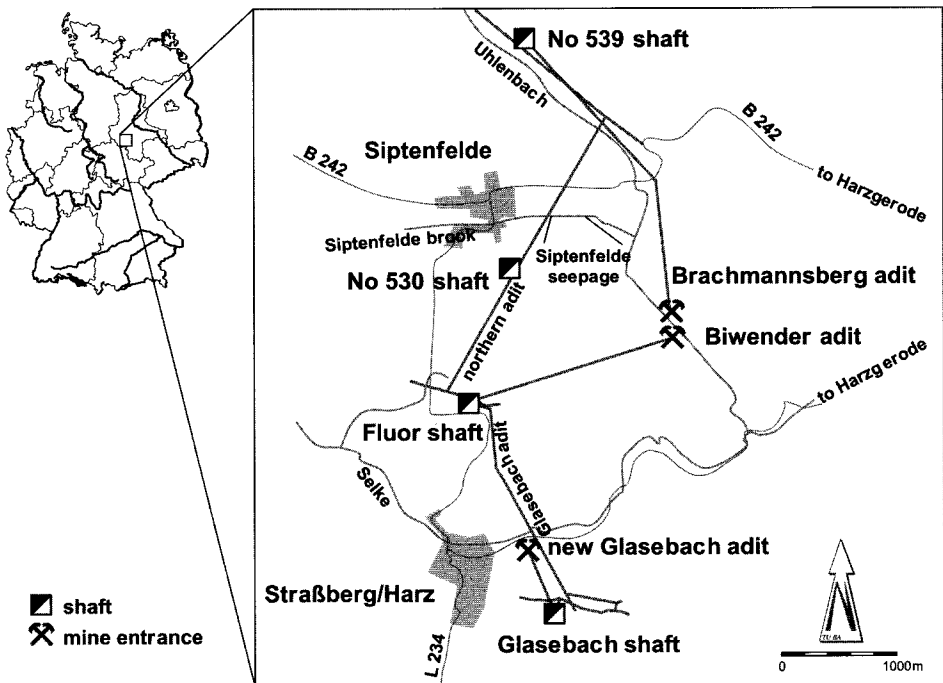 No 539 shaft
Uhlenbach
B 242
B 242
to Harzgerode
Siptenfelde
Siptenfelde brook
Siptenfelde
seepage
No 530 shaft
Brachmannsberg adit
northern adit
Biwender adit
to Harzgerode
Fluor shaft
Glasebach adit
Selke
new Glasebach adit
Straßberg/Harz
shaft
mine entrance
L 234
Glasebach shaft
N
TU BA
0 1000m